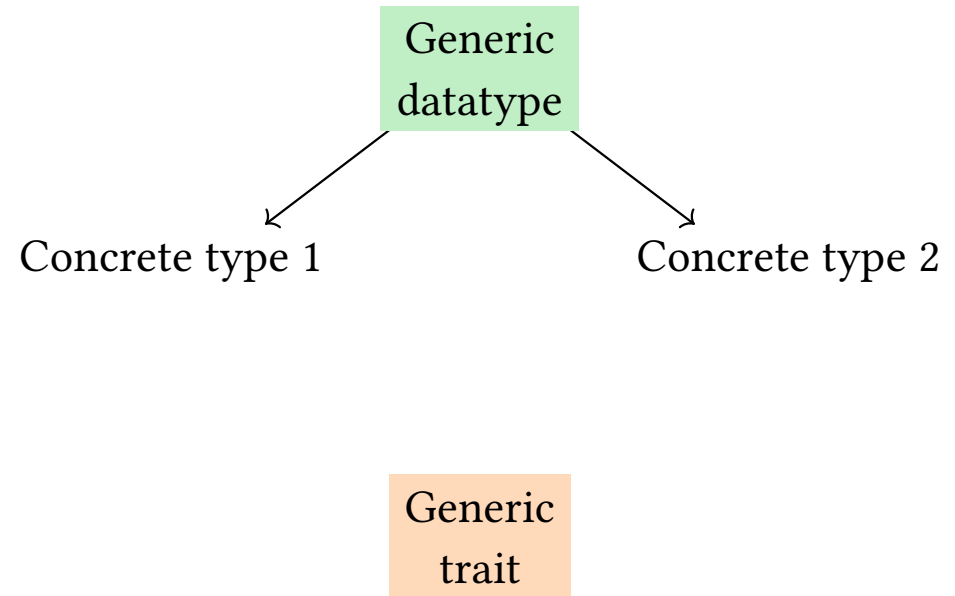 Generic
datatype
Concrete type 1
Concrete type 2
Generic
trait